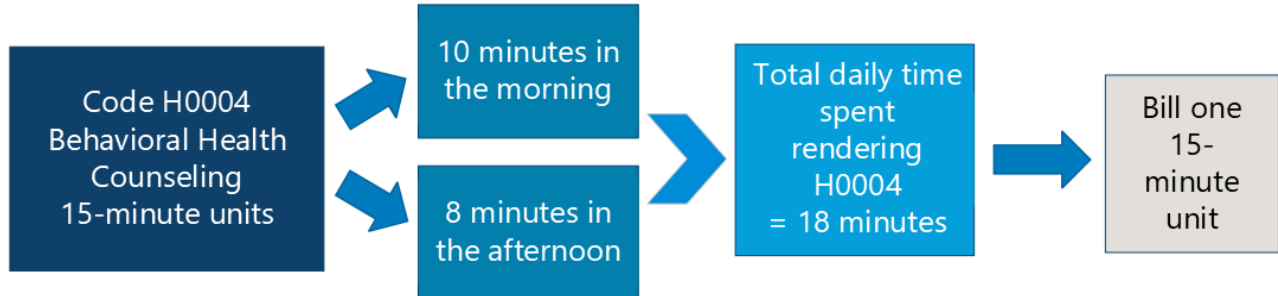 Code H0004
Behavioral Health
Counseling
15-minute units
10 minutes in
the morning
8 minutes in
the afternoon
Total daily time
spent
rendering
H0004
= 18 minutes
Bill one
15-
minute
unit